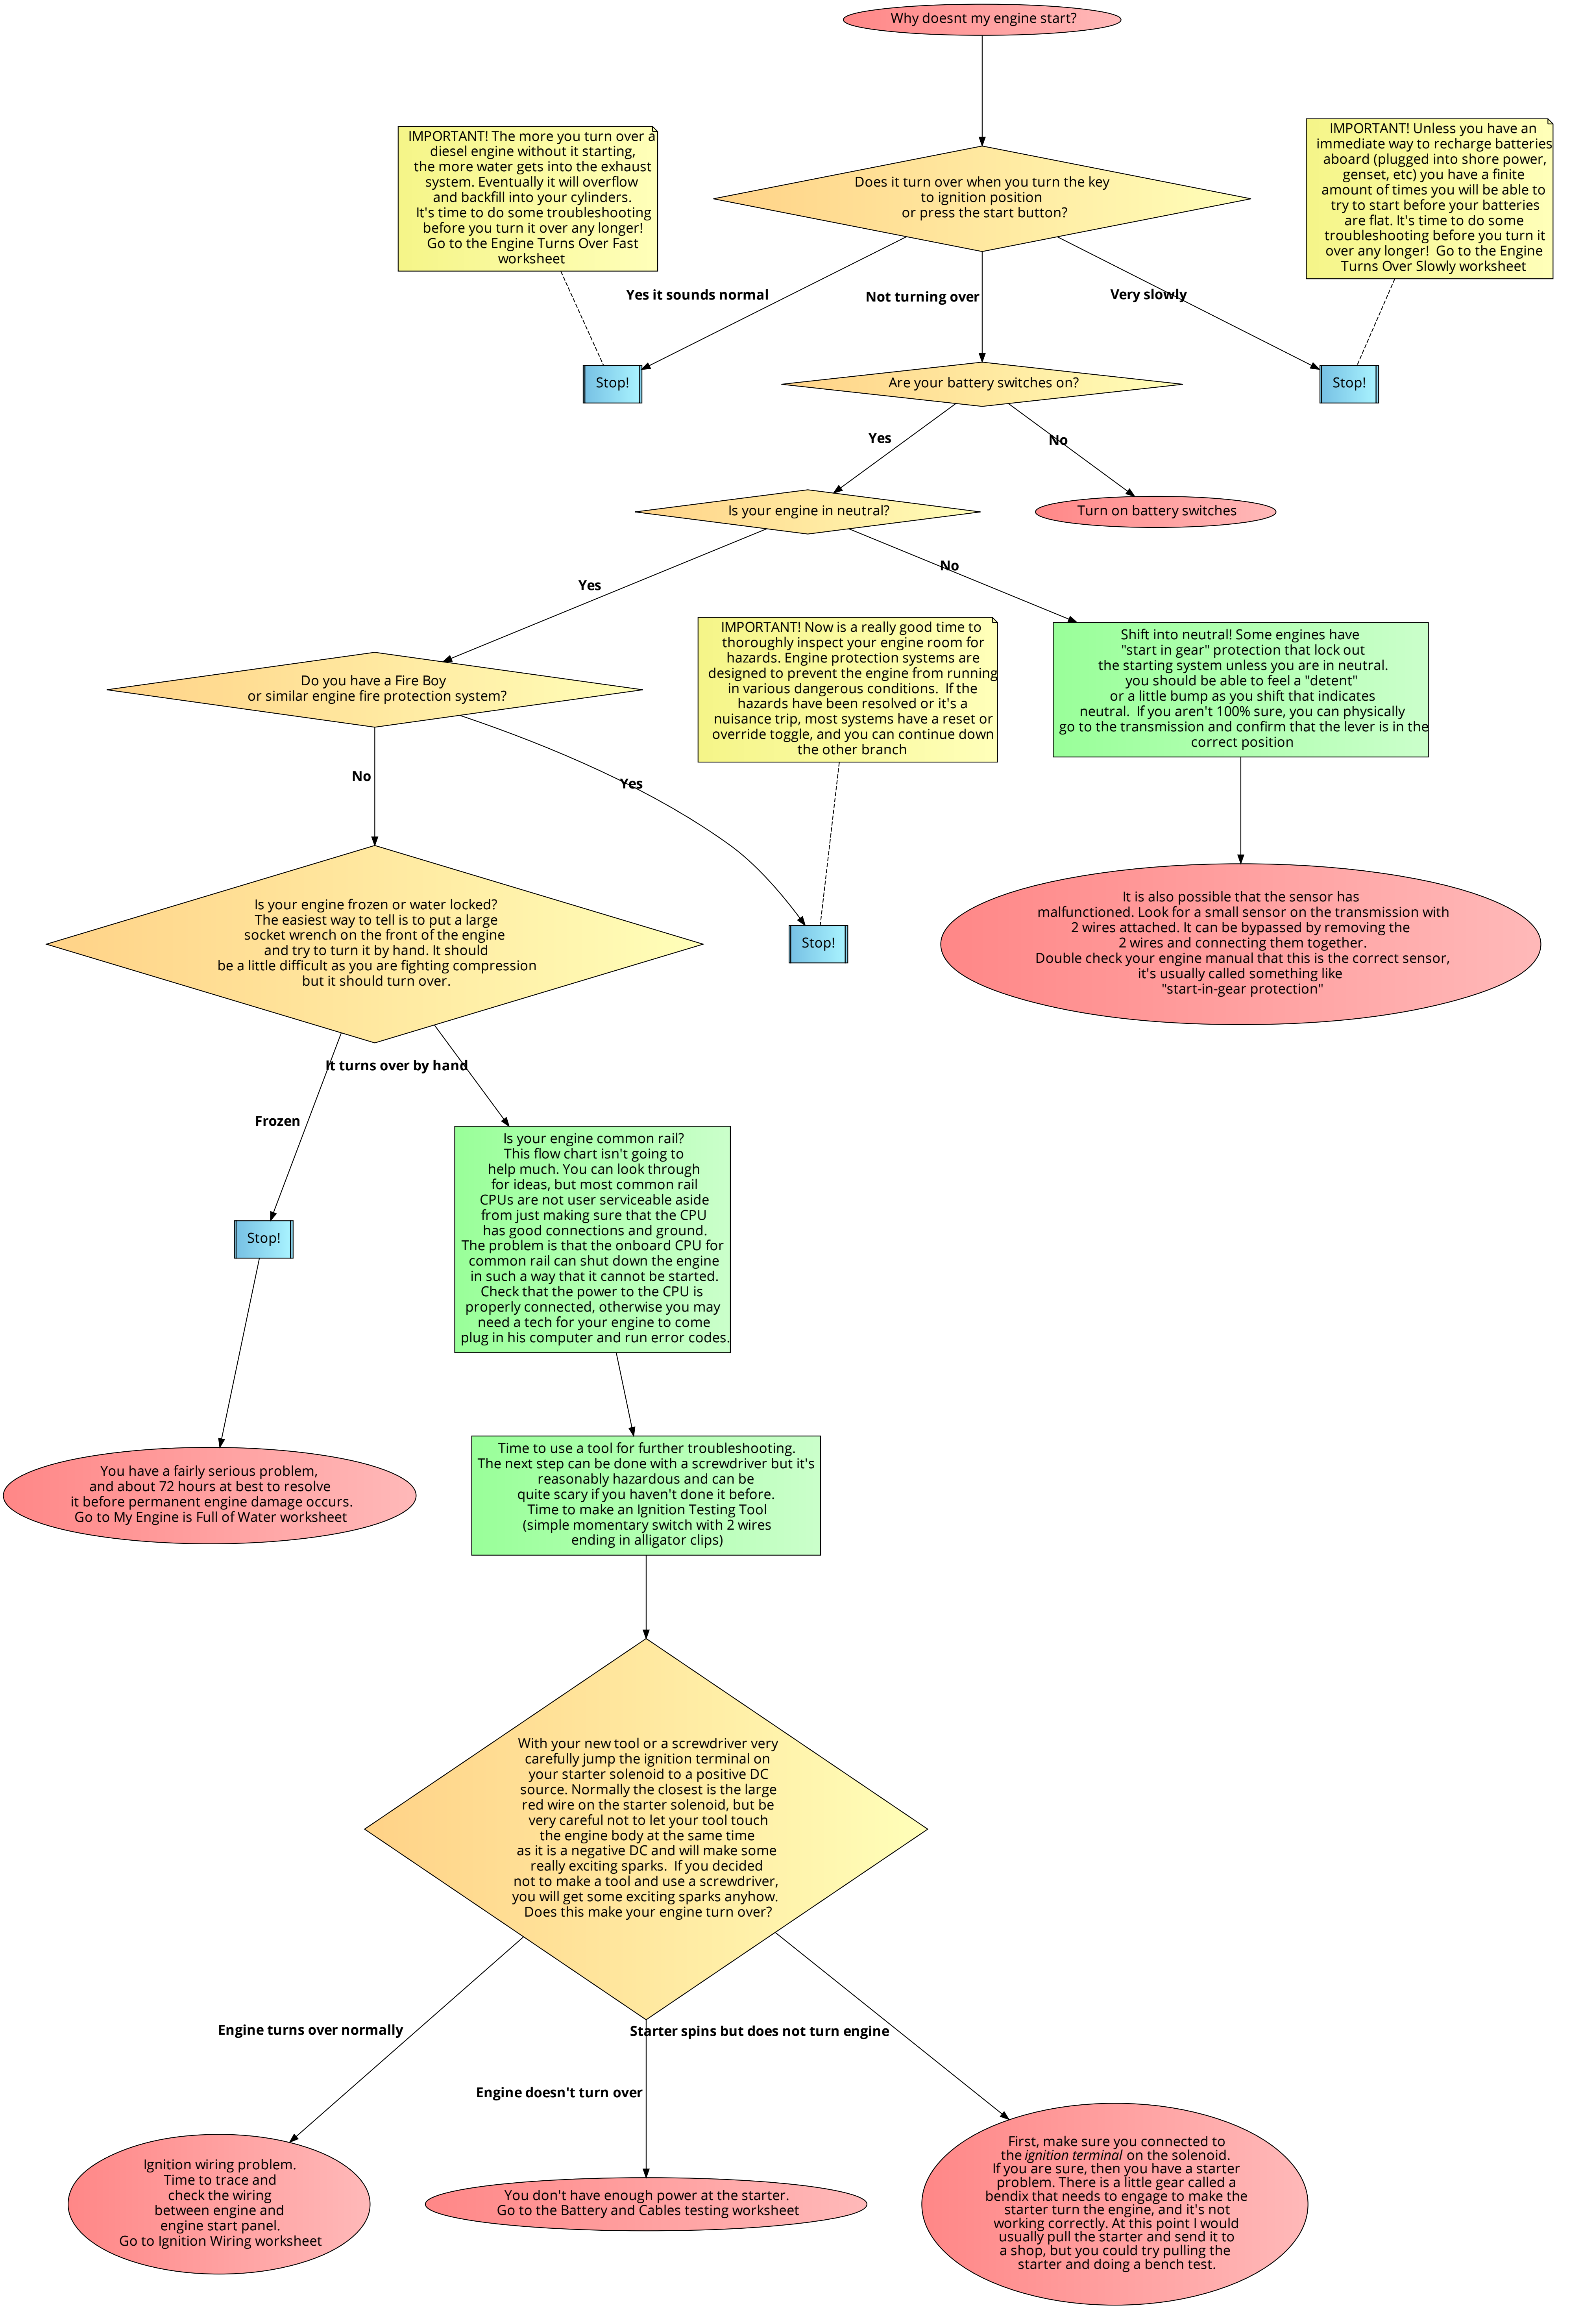 Why doesnt my engine start?
IMPORTANT! The more you turn over a
diesel engine without it starting,
the more water gets into the exhaust
system. Eventually it will overflow
and backfill into your cylinders.
It's time to do some troubleshooting
before you turn it over any longer!
Go to the Engine Turns Over Fast
worksheet
Does it turn over when you turn the key
to ignition position
or press the start button?
IMPORTANT! Unless you have an
immediate way to recharge batteries
aboard (plugged into shore power,
genset, etc) you have a finite
amount of times you will be able to
try to start before your batteries
are flat. It's time to do some
troubleshooting before you turn it
over any longer!  Go to the Engine
Turns Over Slowly worksheet
Yes it sounds normal
Not turning over
Very slowly
Stop!
Are your battery switches on?
Stop!
Yes
No
Is your engine in neutral?
Turn on battery switches
Yes
No
Do you have a Fire Boy
or similar engine fire protection system?
IMPORTANT! Now is a really good time to
thoroughly inspect your engine room for
hazards. Engine protection systems are
designed to prevent the engine from running
in various dangerous conditions.  If the
hazards have been resolved or it's a
nuisance trip, most systems have a reset or
override toggle, and you can continue down
the other branch
Shift into neutral! Some engines have
"start in gear" protection that lock out
the starting system unless you are in neutral.
you should be able to feel a "detent"
or a little bump as you shift that indicates
neutral.  If you aren't 100% sure, you can physically
go to the transmission and confirm that the lever is in the
correct position
No
Yes
Is your engine frozen or water locked?
The easiest way to tell is to put a large
socket wrench on the front of the engine
and try to turn it by hand. It should
be a little difficult as you are fighting compression
but it should turn over.
Stop!
It is also possible that the sensor has
malfunctioned. Look for a small sensor on the transmission with
2 wires attached. It can be bypassed by removing the
2 wires and connecting them together.
Double check your engine manual that this is the correct sensor,
it's usually called something like
"start-in-gear protection"
It turns over by hand
Frozen
Stop!
Is your engine common rail?
This flow chart isn't going to
help much. You can look through
for ideas, but most common rail
CPUs are not user serviceable aside
from just making sure that the CPU
has good connections and ground.
The problem is that the onboard CPU for
common rail can shut down the engine
in such a way that it cannot be started.
Check that the power to the CPU is
properly connected, otherwise you may
need a tech for your engine to come
plug in his computer and run error codes.
You have a fairly serious problem,
and about 72 hours at best to resolve
it before permanent engine damage occurs.
Go to My Engine is Full of Water worksheet
Time to use a tool for further troubleshooting.
The next step can be done with a screwdriver but it's
reasonably hazardous and can be
quite scary if you haven't done it before.
Time to make an Ignition Testing Tool
(simple momentary switch with 2 wires
ending in alligator clips)
With your new tool or a screwdriver very
carefully jump the ignition terminal on
your starter solenoid to a positive DC
source. Normally the closest is the large
red wire on the starter solenoid, but be
very careful not to let your tool touch
the engine body at the same time
as it is a negative DC and will make some
really exciting sparks.  If you decided
not to make a tool and use a screwdriver,
you will get some exciting sparks anyhow.
Does this make your engine turn over?
Engine turns over normally
Starter spins but does not turn engine
Engine doesn't turn over
Ignition wiring problem.
Time to trace and
check the wiring
between engine and
engine start panel.
Go to Ignition Wiring worksheet
You don't have enough power at the starter.
Go to the Battery and Cables testing worksheet
First, make sure you connected to
the ignition terminal on the solenoid.
If you are sure, then you have a starter
problem. There is a little gear called a
bendix that needs to engage to make the
starter turn the engine, and it's not
working correctly. At this point I would
usually pull the starter and send it to
a shop, but you could try pulling the
starter and doing a bench test.